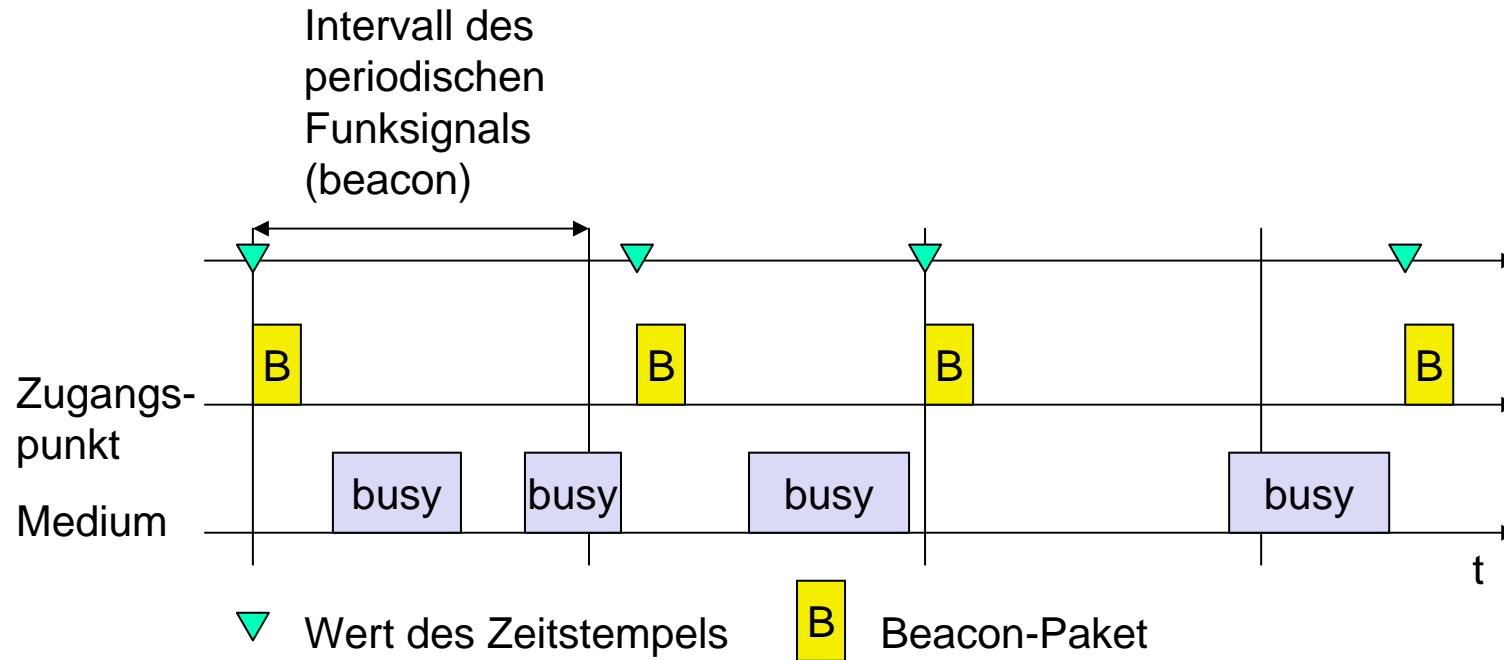 Intervall des
periodischen
Funksignals
(beacon)
B
B
B
B
Zugangs-
punkt
busy
busy
busy
busy
Medium
t
Wert des Zeitstempels
B
Beacon-Paket